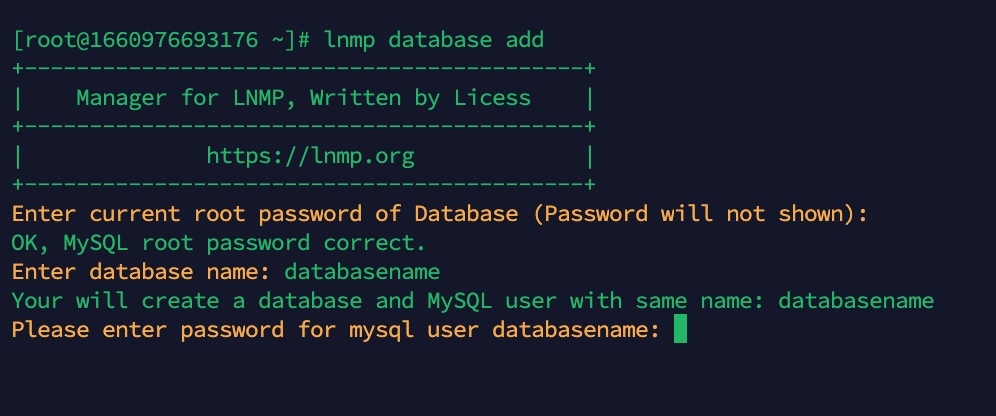 [root@1660976693176 ~]# lnmp database add
+-------------------------------------------+
|    Manager for LNMP, Written by Licess    |
+-------------------------------------------+
|              https://lnmp.org             |
+-------------------------------------------+
Enter current root password of Database (Password will not shown):
OK, MySQL root password correct.
Enter database name: databasename
Your will create a database and MySQL user with same name: databasename
Please enter password for mysql user databasename: